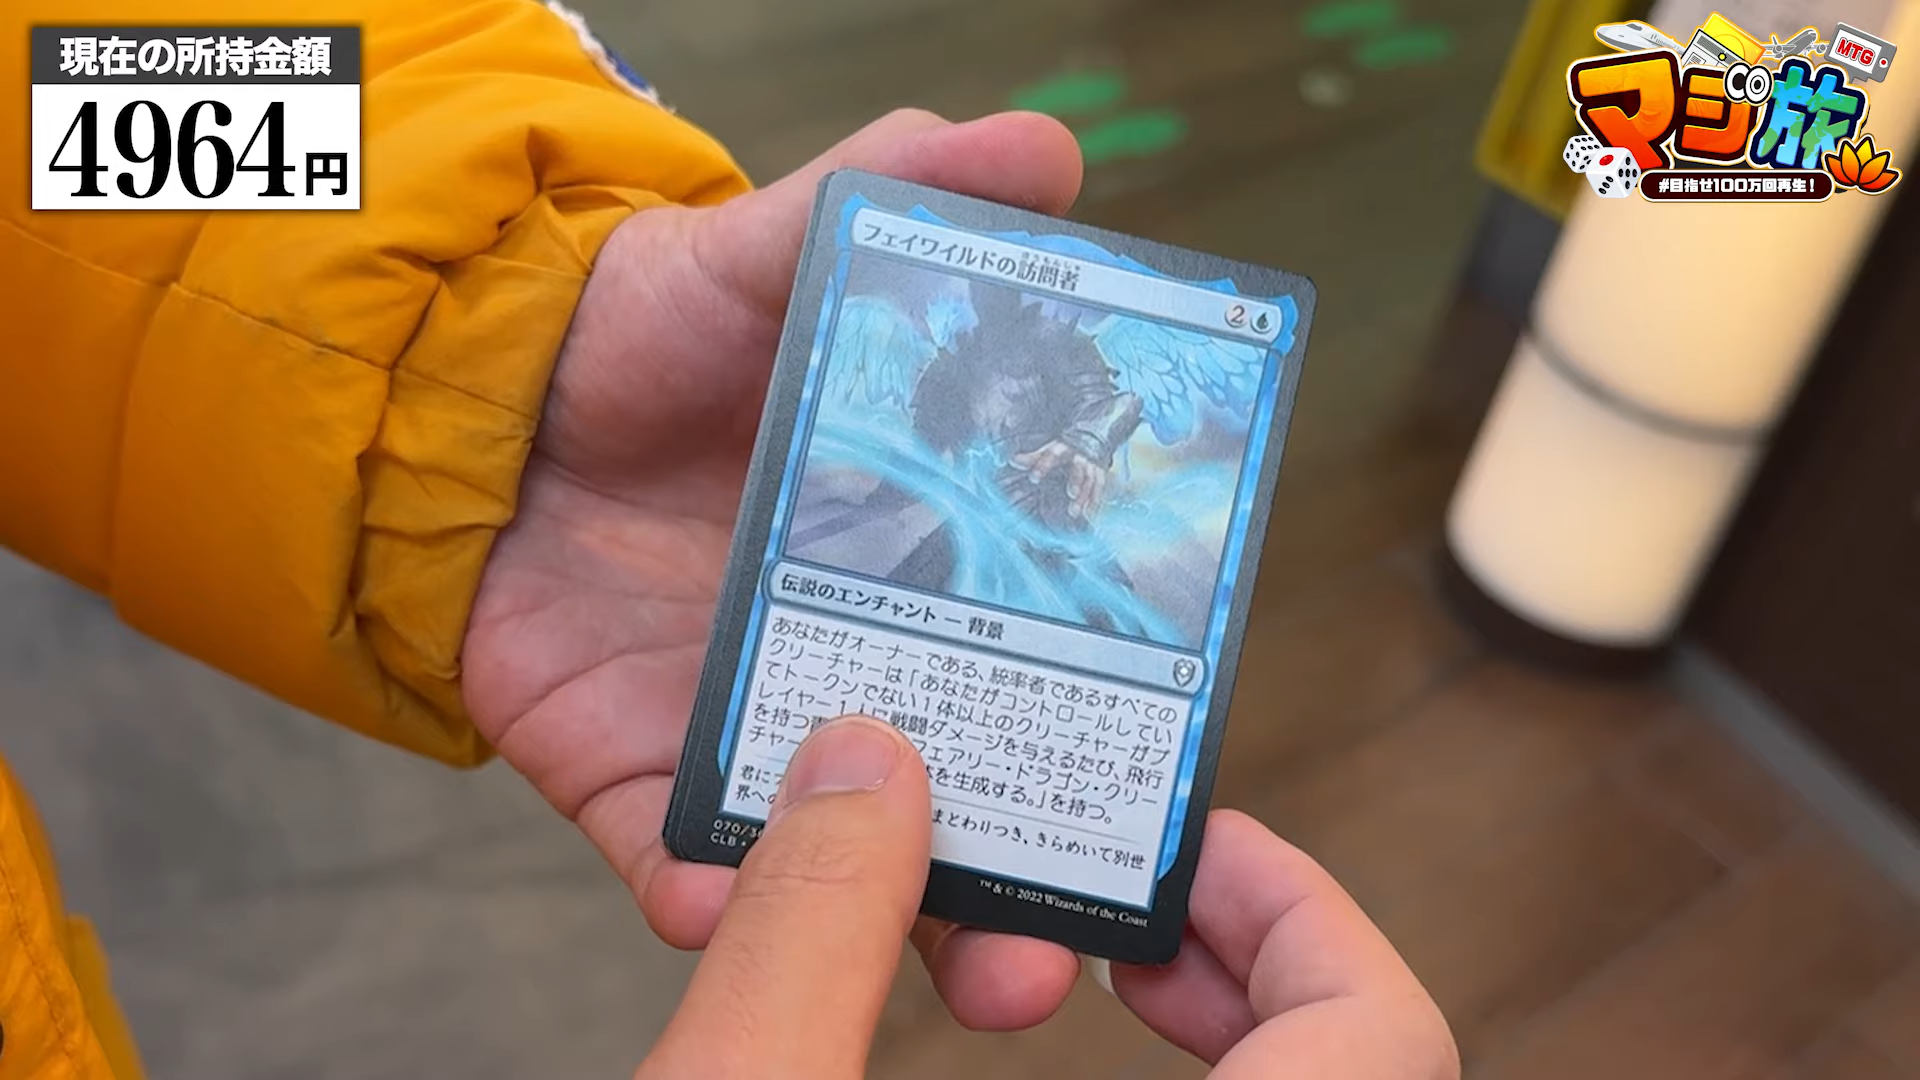 現在の所持金額
4964円
MTG
マジ旅
#目指せ100万回再生!
フェイワイルドの訪問者
ほうもんしゃ
2
伝説のエンチャント ― 背景
あなたがオーナーである、統率者であるすべての
クリーチャーは「あなたがコントロールしてい
てトークンでない1体以上のクリーチャーがプ
レイヤー1人に戦闘ダメージを与えるたび、飛行
を持つ フェアリー・ドラゴン・クリー
チャー 体を生成する。」を持つ。
君に まとわりつき、きらめいて別世
界への
070/3
CLB •
™ & © 2022 Wizards of the Coast